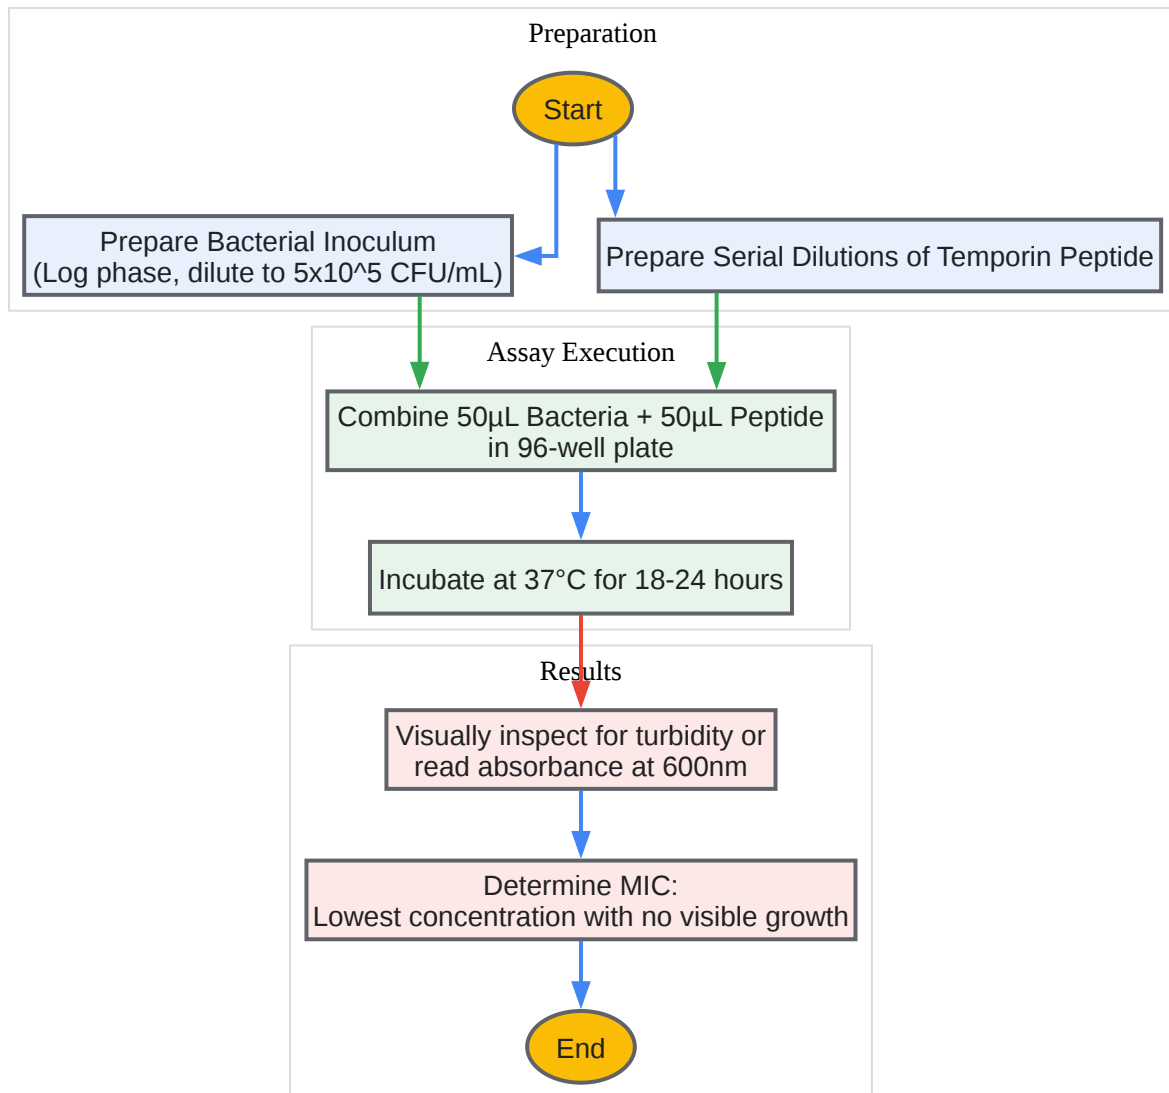 Preparation
Start
Prepare Bacterial Inoculum
(Log phase, dilute to 5x10^5 CFU/mL)
Prepare Serial Dilutions of Temporin Peptide
Assay Execution
Combine 50µL Bacteria + 50µL Peptide
in 96-well plate
Incubate at 37°C for 18-24 hours
Results
Visually inspect for turbidity or
read absorbance at 600nm
Determine MIC:
Lowest concentration with no visible growth
End